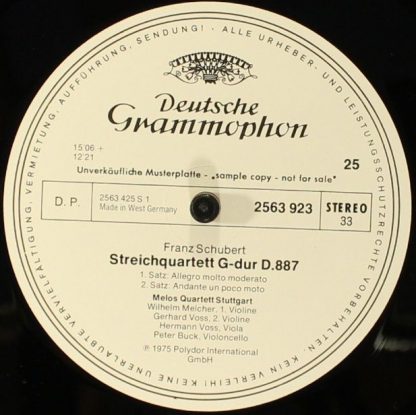 ALLE URHEBER- UND LEISTUNGSSCHUTZRECHTE VORBEHALTEN. KEIN VERLEIH! KEINE UNERLAUBTE VERVIELFÄLTIGUNG, VERMIETUNG, AUFFÜHRUNG, SENDUNG!
Deutsche
Grammophon
15'06 +
12'21
25
Unverkäufliche Musterplatte - „sample copy - not for sale"
D. P.
2563 425 S 1
Made in West Germany
2563 923
STEREO
33
Franz Schubert
Streichquartett G-dur D.887
1. Satz: Allegro molto moderato
2. Satz: Andante un poco moto
Melos Quartett Stuttgart
Wilhelm Melcher, 1. Violine
Gerhard Voss, 2. Violine
Hermann Voss, Viola
Peter Buck, Violoncello
℗ 1975 Polydor International
GmbH